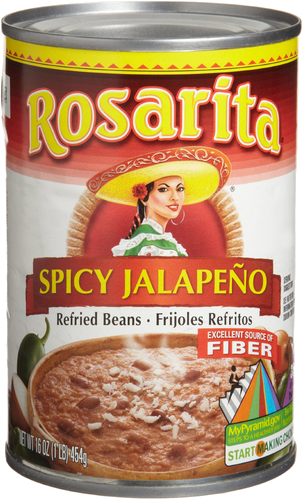 Rosarita
SPICY JALAPEÑO
Refried Beans · Frijoles Refritos
EXCELLENT SOURCE OF
FIBER
MyPyramid.gov
START MAKING
NET WT 16 OZ (1 LB) 454g